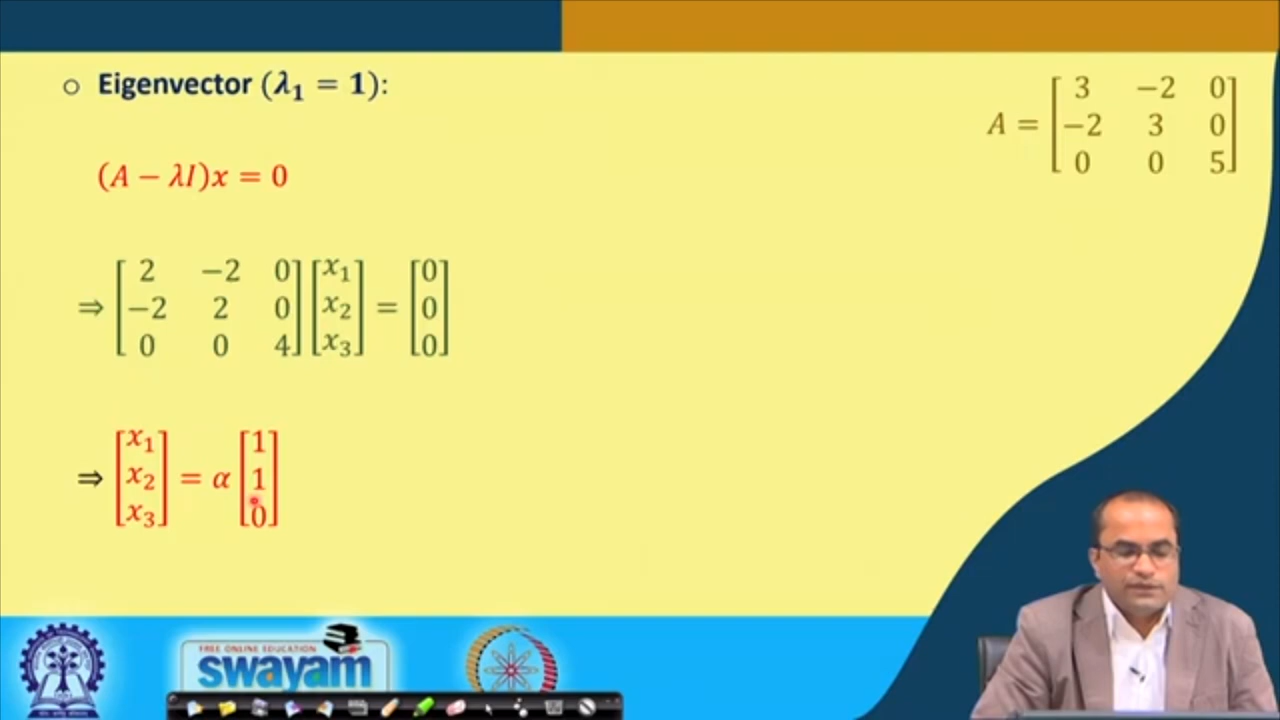 ○ Eigenvector (λ₁ = 1):
A = [3 −2 0; −2 3 0; 0 0 5]
(A − λI)x = 0
⇒ [2 −2 0; −2 2 0; 0 0 4] [x₁; x₂; x₃] = [0; 0; 0]
⇒ [x₁; x₂; x₃] = α [1; 1; 0]
FREE ONLINE EDUCATION
swayam